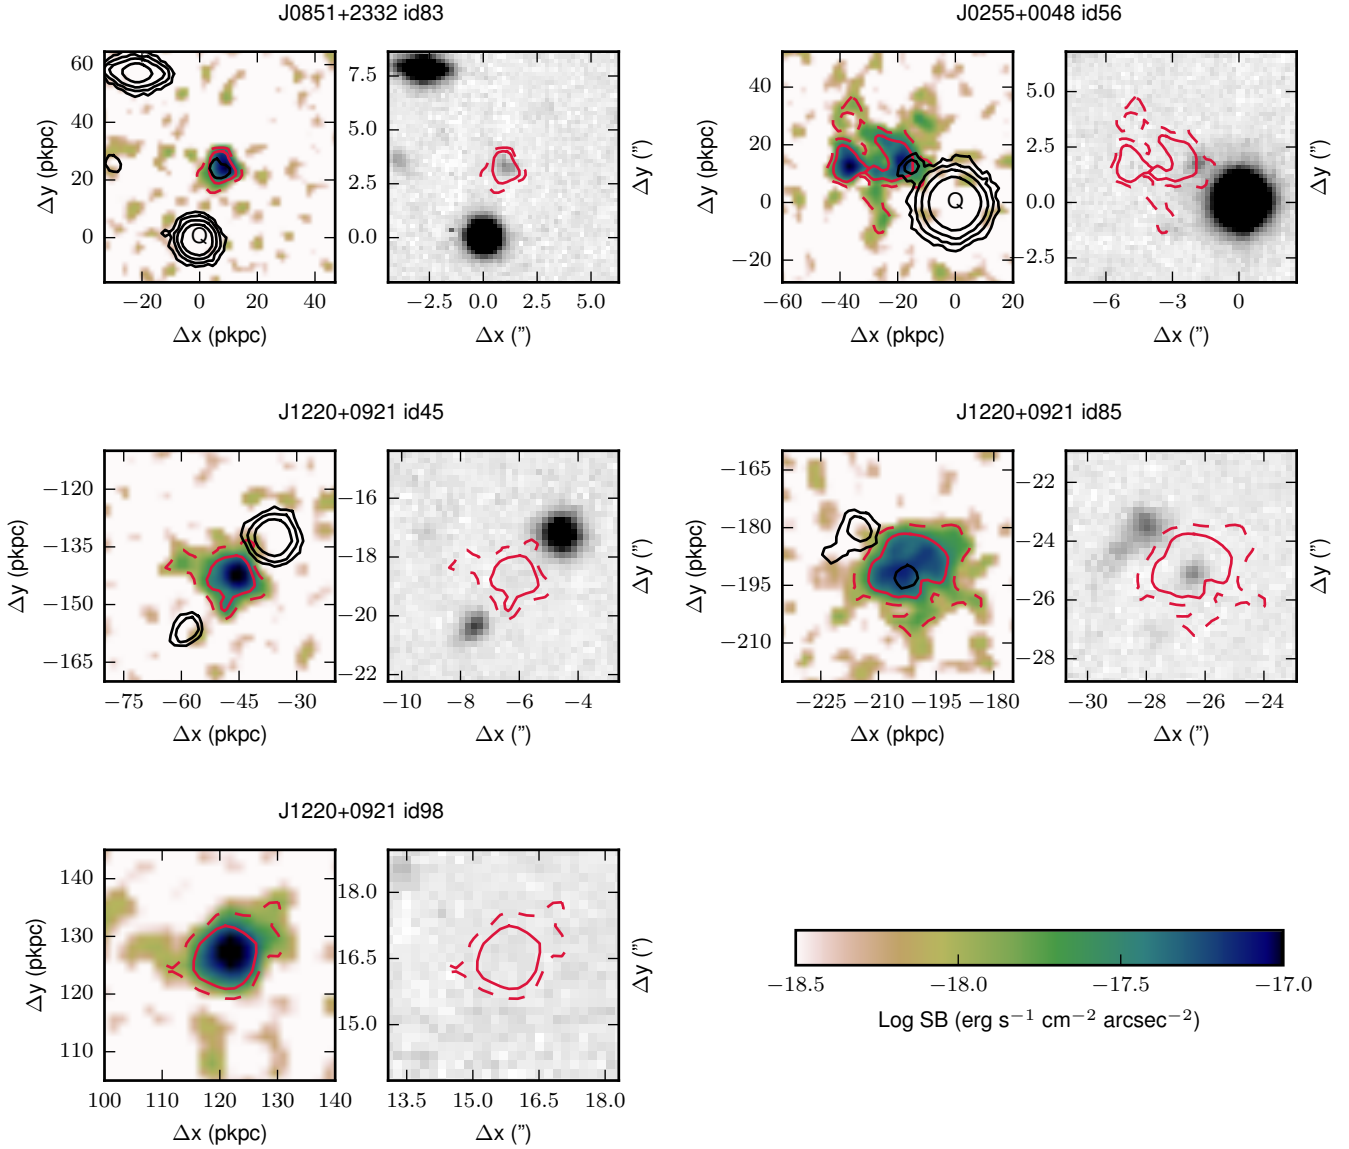 J0851+2332 id83
J0255+0048 id56
60
40
20
0
Δy (pkpc)
Q
−20 0 20 40
Δx (pkpc)
7.5
5.0
2.5
0.0
Δy (")
−2.5 0.0 2.5 5.0
Δx (")
40
20
0
−20
Δy (pkpc)
Q
−60 −40 −20 0 20
Δx (pkpc)
5.0
2.5
0.0
−2.5
Δy (")
−6 −3 0
Δx (")
J1220+0921 id45
J1220+0921 id85
−120
−135
−150
−165
Δy (pkpc)
−75 −60 −45 −30
Δx (pkpc)
−16
−18
−20
−22
Δy (")
−10 −8 −6 −4
Δx (")
−165
−180
−195
−210
Δy (pkpc)
−225 −210 −195 −180
Δx (pkpc)
−22
−24
−26
−28
Δy (")
−30 −28 −26 −24
Δx (")
J1220+0921 id98
140
130
120
110
Δy (pkpc)
100 110 120 130 140
Δx (pkpc)
18.0
16.5
15.0
Δy (")
13.5 15.0 16.5 18.0
Δx (")
−18.5 −18.0 −17.5 −17.0
Log SB (erg s⁻¹ cm⁻² arcsec⁻²)